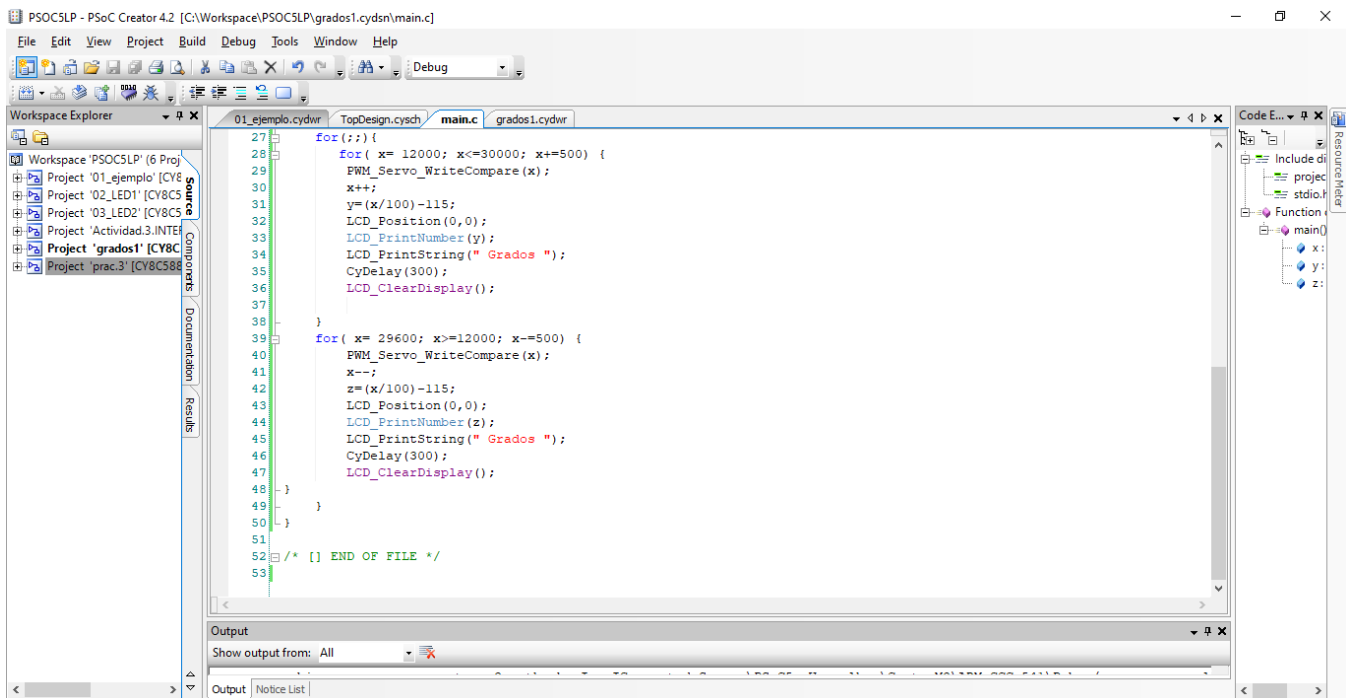 PSOC5LP - PSoC Creator 4.2 [C:\Workspace\PSOC5LP\grados1.cydsn\main.c]
File Edit View Project Build Debug Tools Window Help
Debug
Workspace Explorer
01_ejemplo.cydwr TopDesign.cysch main.c grados1.cydwr
Code E...
Workspace 'PSOC5LP' (6 Proj
Project '01_ejemplo' [CY8
Project '02_LED1' [CY8C5
Project '03_LED2' [CY8C5
Project 'Actividad.3.INTEF
Project 'grados1' [CY8C
Project 'prac.3' [CY8C588
Source
Components
Documentation
Results
27 for(;;){
28 for( x= 12000; x<=30000; x+=500) {
29 PWM_Servo_WriteCompare(x);
30 x++;
31 y=(x/100)-115;
32 LCD_Position(0,0);
33 LCD_PrintNumber(y);
34 LCD_PrintString(" Grados ");
35 CyDelay(300);
36 LCD_ClearDisplay();
37
38 }
39 for( x= 29600; x>=12000; x-=500) {
40 PWM_Servo_WriteCompare(x);
41 x--;
42 z=(x/100)-115;
43 LCD_Position(0,0);
44 LCD_PrintNumber(z);
45 LCD_PrintString(" Grados ");
46 CyDelay(300);
47 LCD_ClearDisplay();
48 }
49 }
50 }
51
52 /* [] END OF FILE */
53
Include di
projec
stdio.h
Function
main()
x :
y :
z :
Resource Meter
Output
Show output from: All
Output Notice List